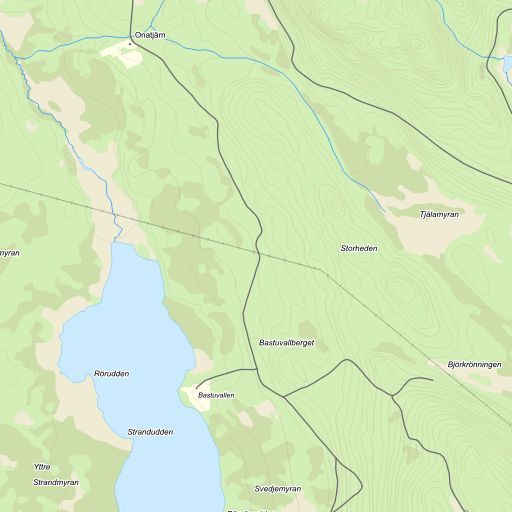 Onatjärn
Tjälamyran
Storheden
Bastuvallberget
Björkrönningen
Rörudden
Bastuvallen
Strandudden
Yttre
Strandmyran
Svedjemyran